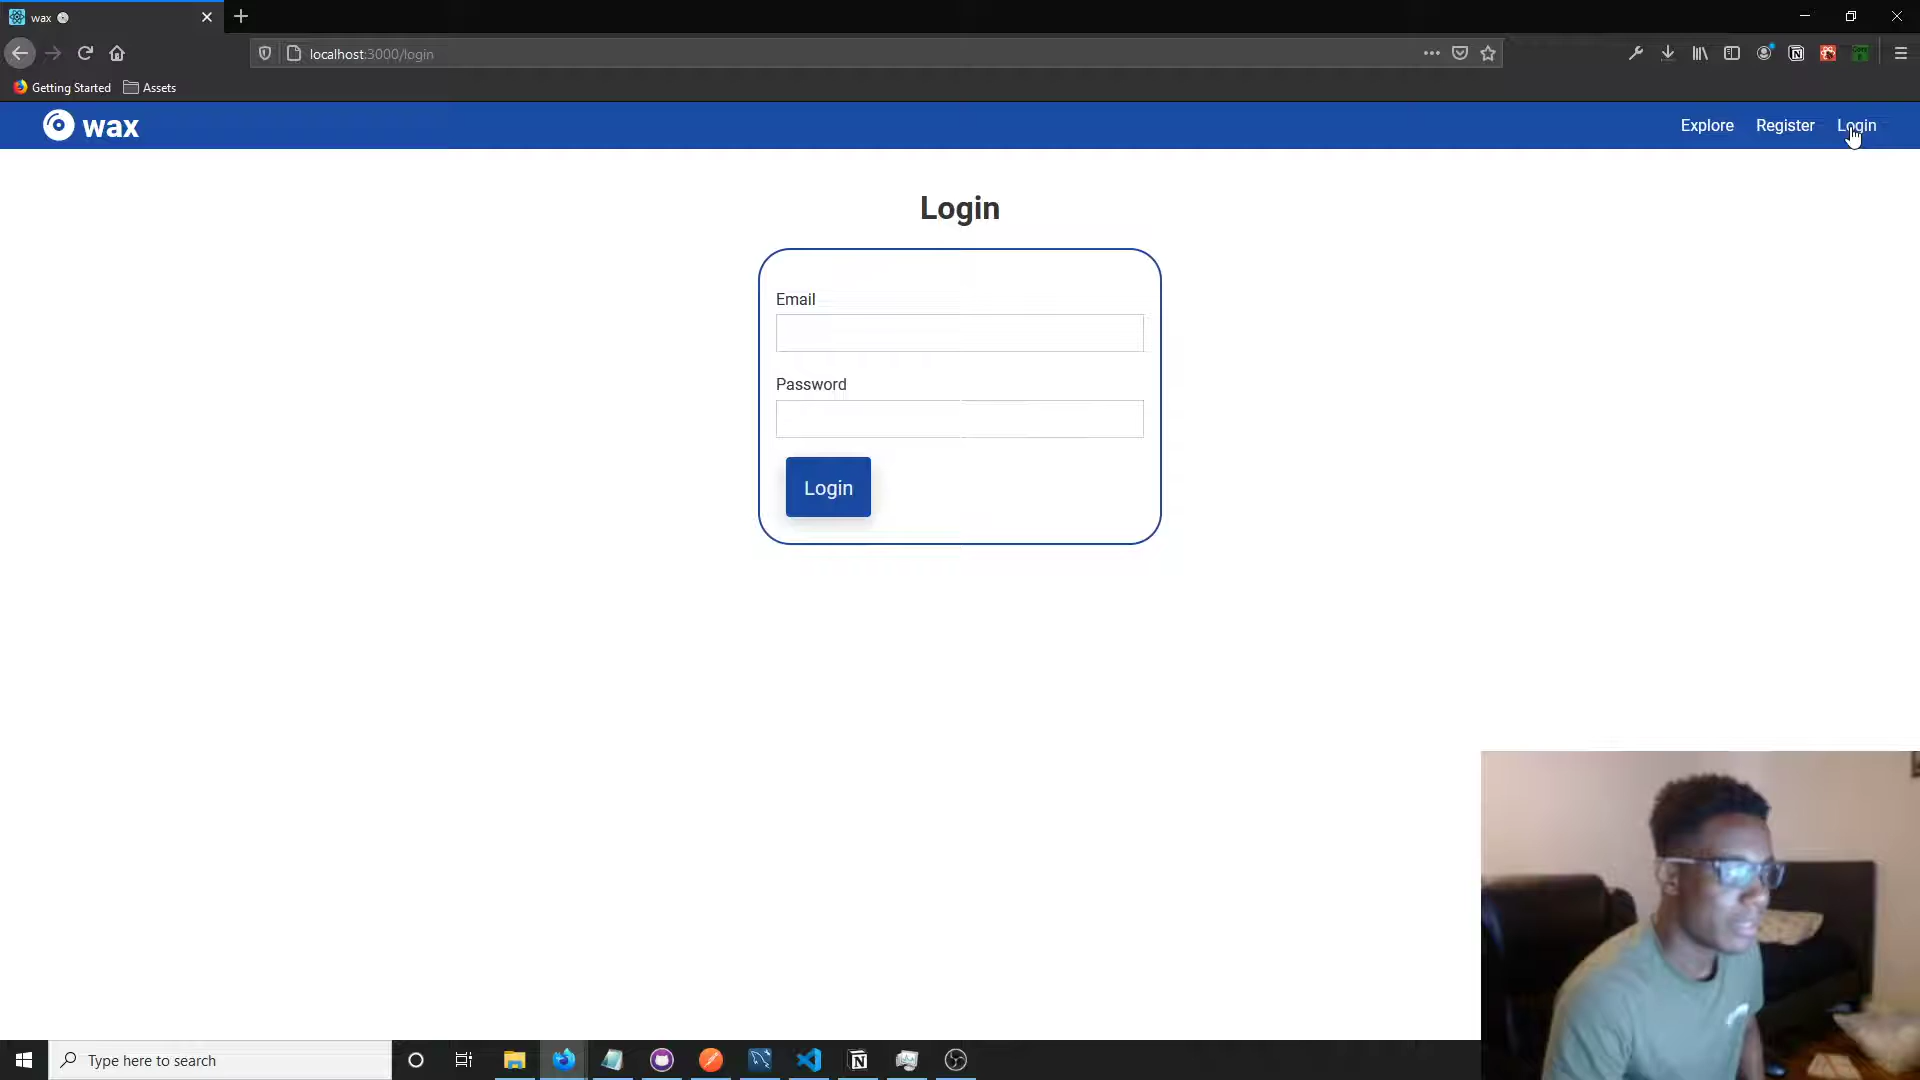 wax
localhost:3000/login
Getting Started
Assets
wax
Explore
Register
Login
Login
Email
Password
Login
Type here to search